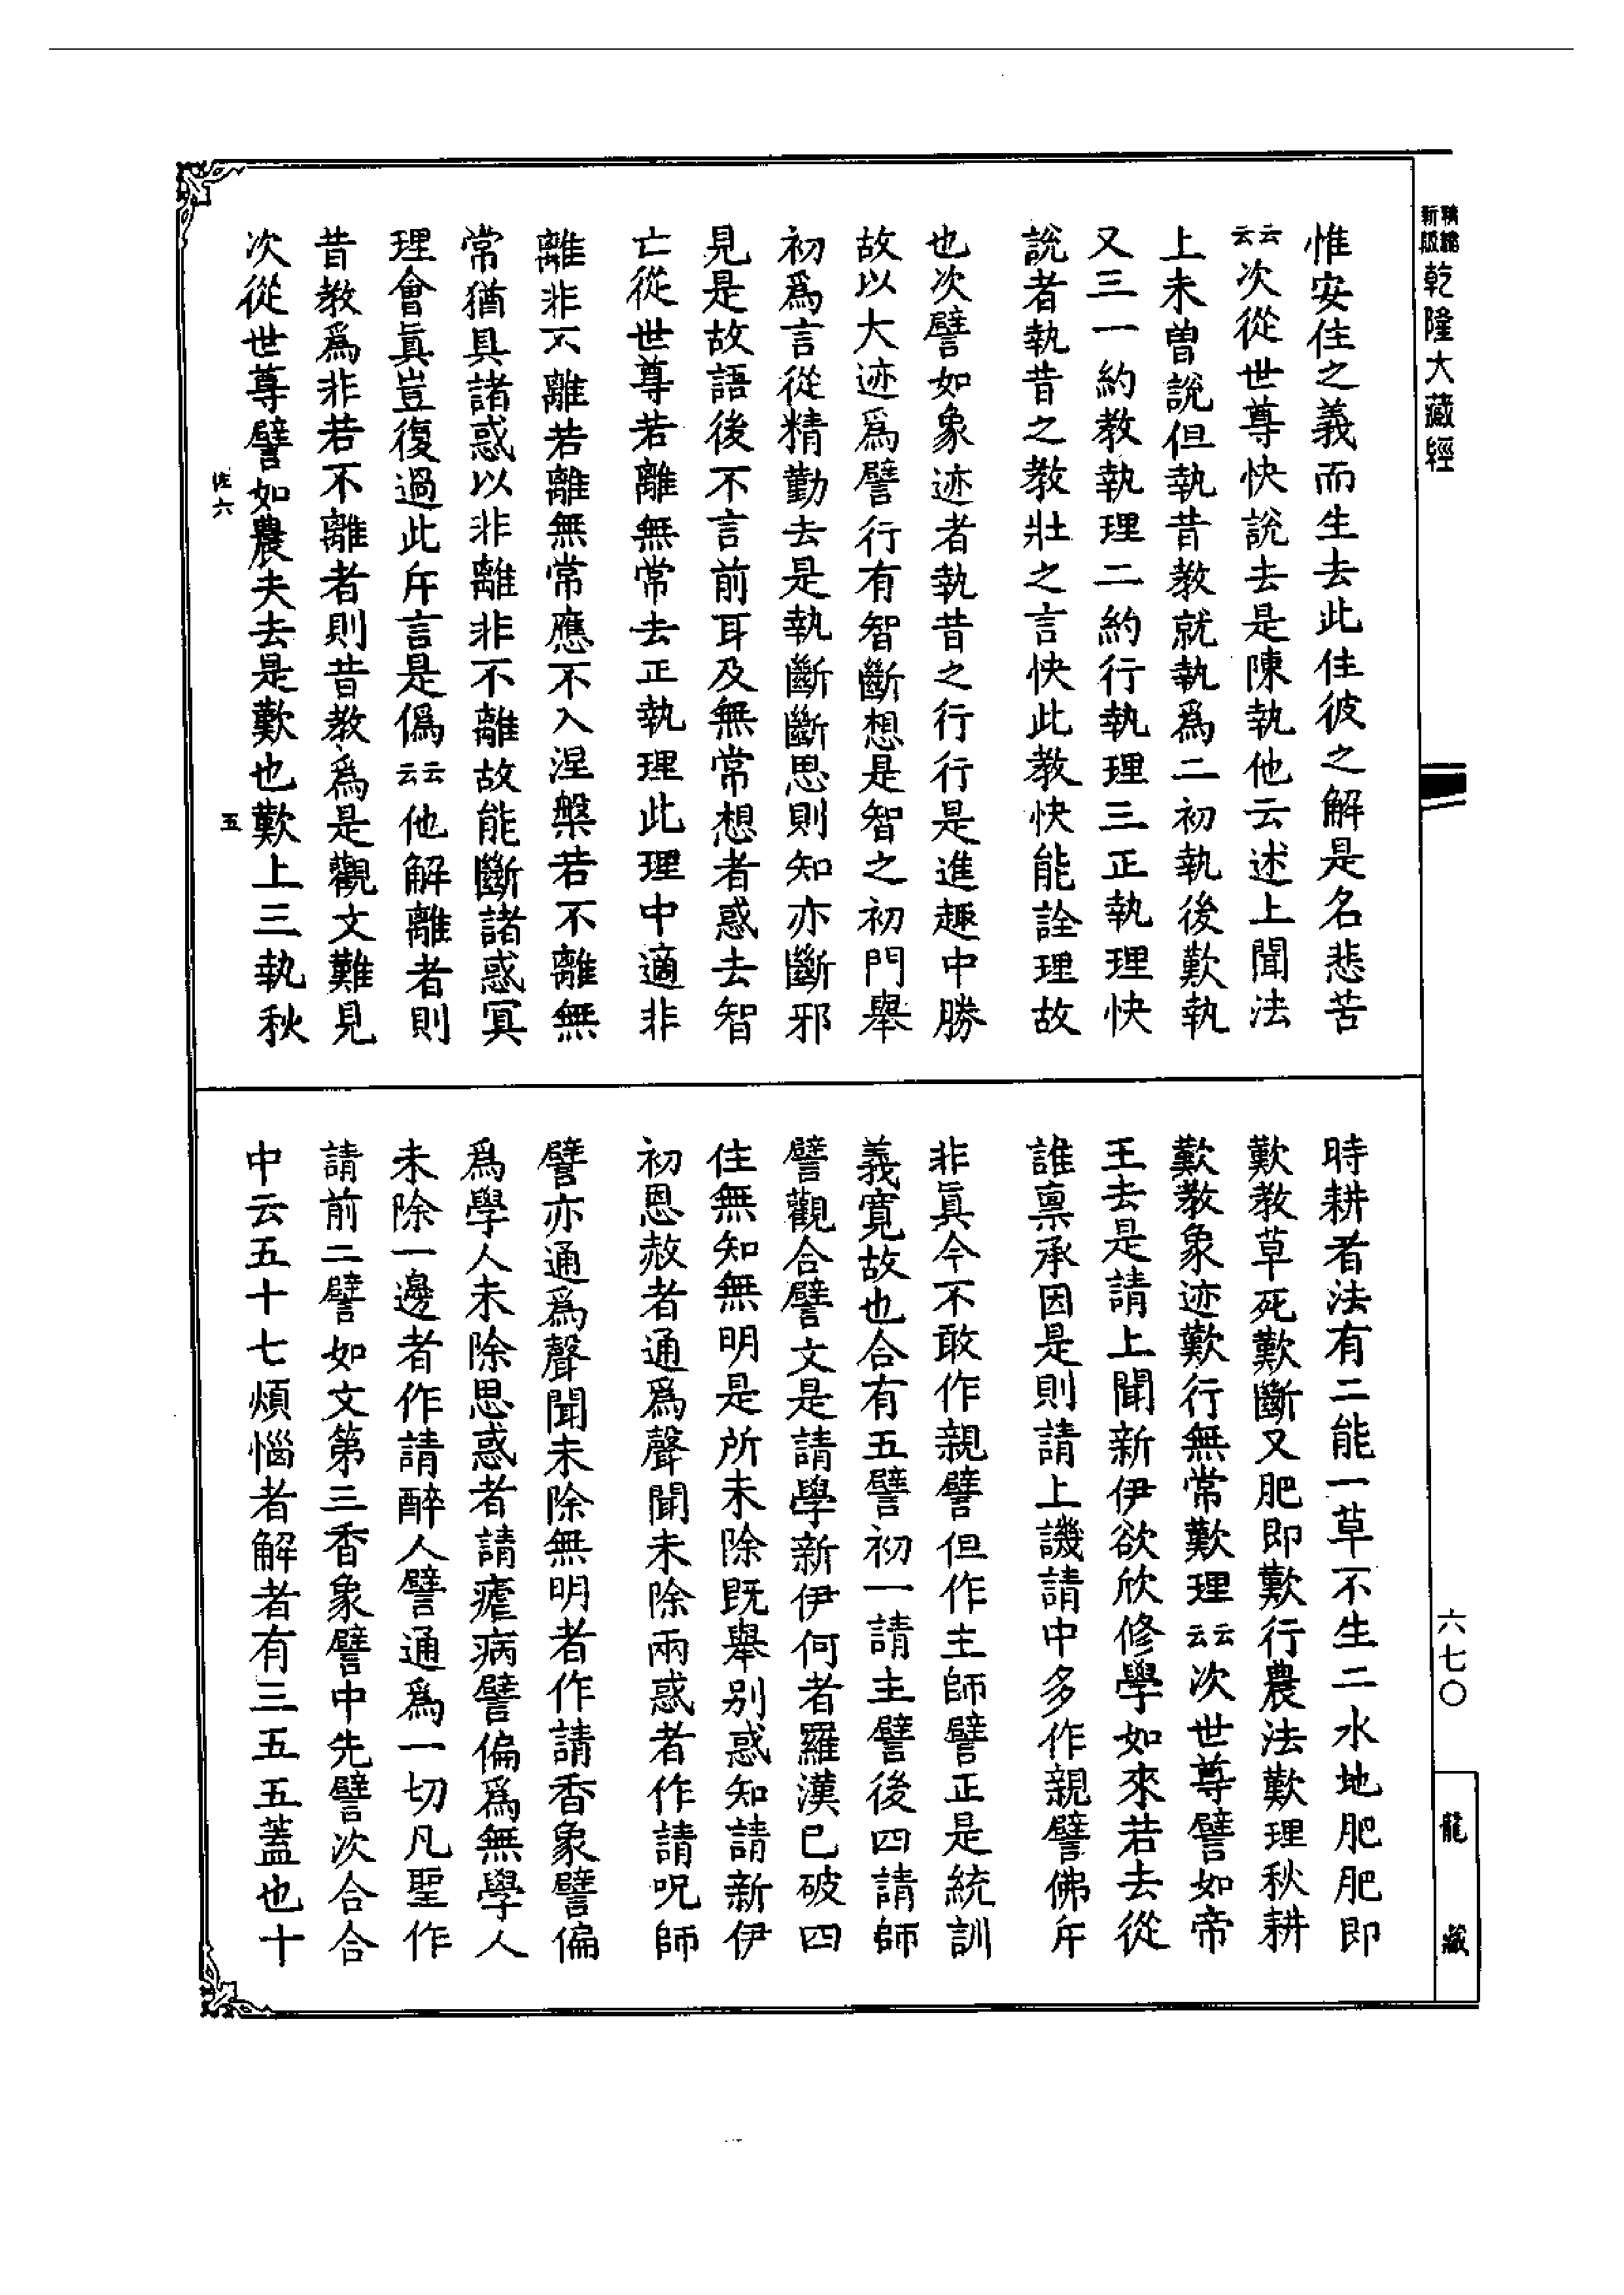 精縮新版乾隆大藏經
惟安住之義而生去此住彼之解是名悲苦
云云次從世尊快說去是陳執他云述上聞法
上未曾說但執昔教就執為二初執後歎執
又三一約教執理二約行執理三正執理快
說者執昔之教壯之言快此教快能詮理故
也次譬如象迹者執昔之行行是進趣中勝
故以大迹爲譬行有智斷想是智之初門舉
初爲言從精勤去是執斷斷思則知亦斷邪
見是故語後不言前耳及無常想者惑去智
亡從世尊若離無常去正執理此理中適非
離非不離若離無常應不入涅槃若不離無
常猶具諸惑以非離非不離故能斷諸惑冥
理會眞豈復過此斥言是僞云云他解離者則
昔教爲非若不離者則昔教爲是觀文難見
次從世尊譬如農夫去是歎也歎上三執秋
佐六
五
時耕者法有二能一草不生二水地肥肥即
歎教草死歎斷又肥即歎行農法歎理秋耕
歎教象迹歎行無常歎理云云次世尊譬如帝
王去是請上聞新伊欲欣修學如來若去從
誰禀承因是則請上譏請中多作親譬佛斥
非眞今不敢作親譬但作主師譬正是統訓
義寬故也合有五譬初一請主譬後四請師
譬觀合譬文是請學新伊何者羅漢已破四
住無知無明是所未除既舉别惑知請新伊
初恩赦者通爲聲聞未除兩惑者作請呪師
譬亦通爲聲聞未除無明者作請香象譬偏
爲學人未除思惑者請瘧病譬偏爲無學人
未除一邊者作請醉人譬通爲一切凡聖作
請前二譬如文第三香象譬中先譬次合合
中云五十七煩惱者解者有三五五蓋也十
六七〇
龍藏